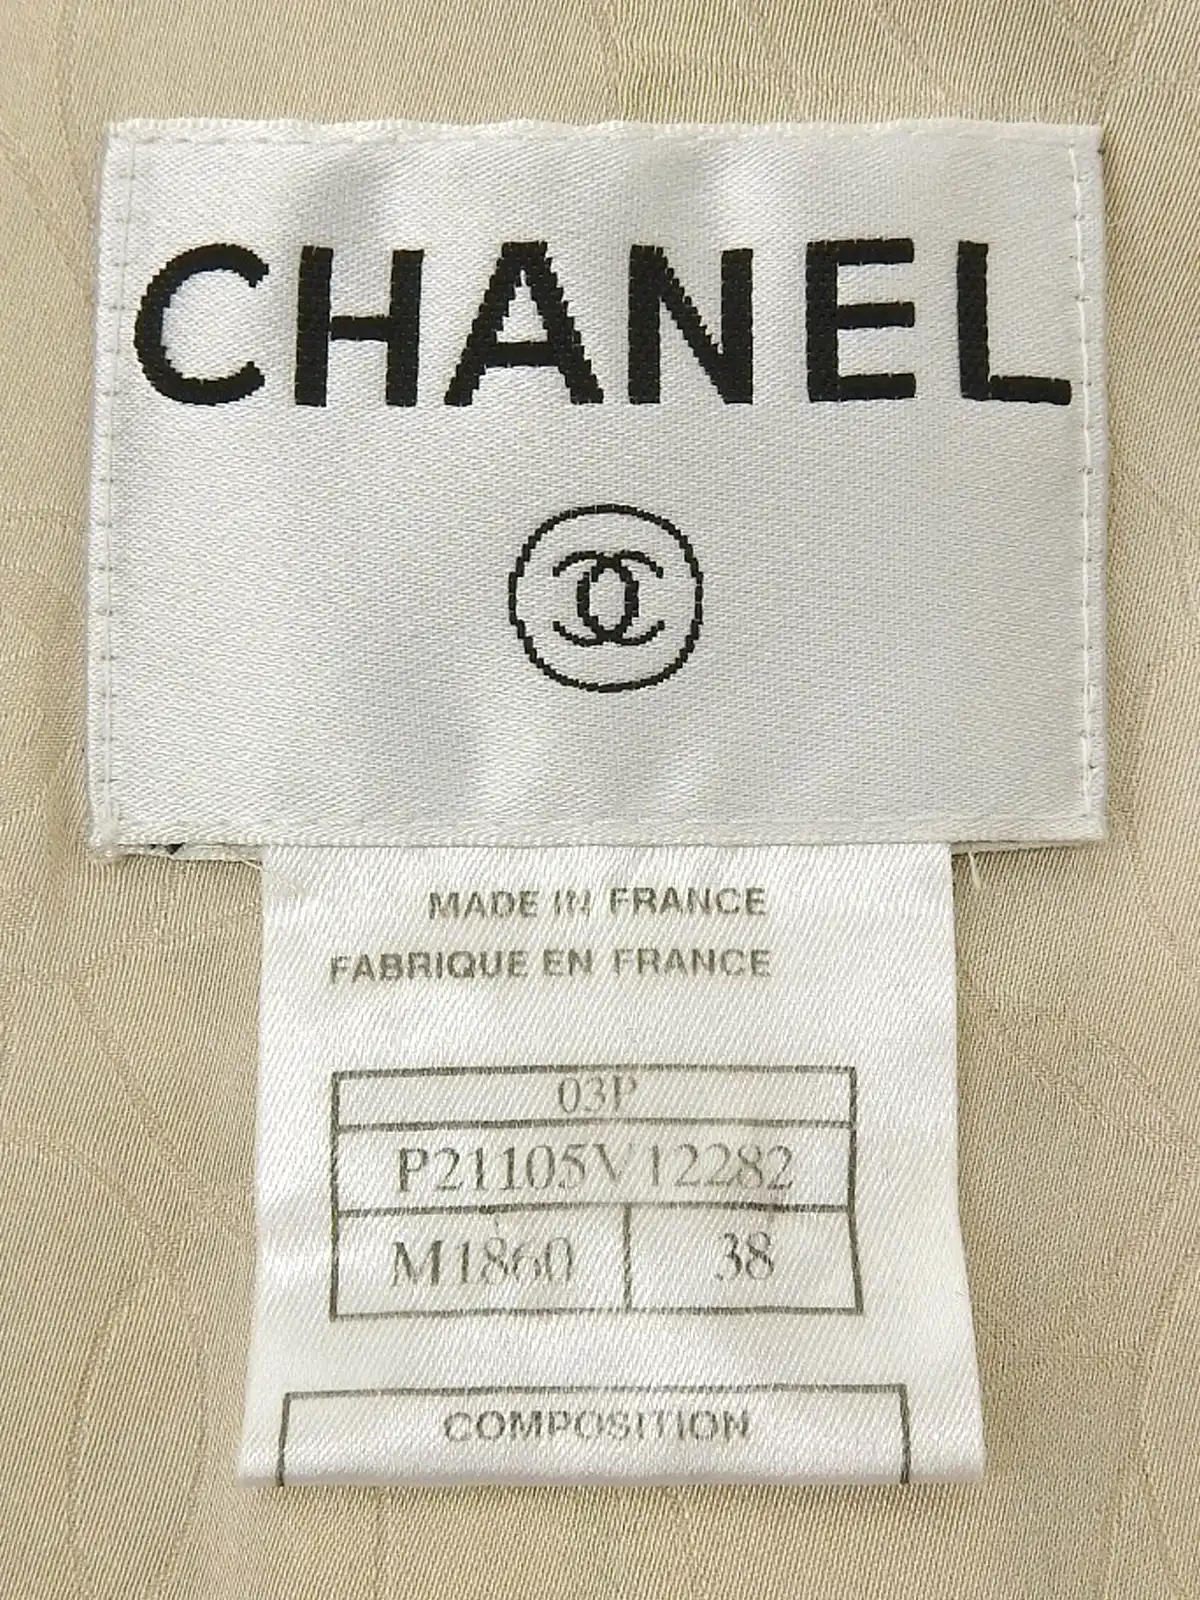 CHANEL
MADE IN FRANCE
FABRIQUE EN FRANCE
03P
P21105V12282
M1860 38
COMPOSITION